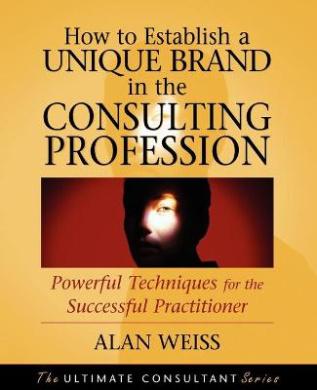 How to Establish a
UNIQUE BRAND
in the
CONSULTING
PROFESSION
Powerful Techniques for the
Successful Practitioner
ALAN WEISS
The ULTIMATE CONSULTANT Series